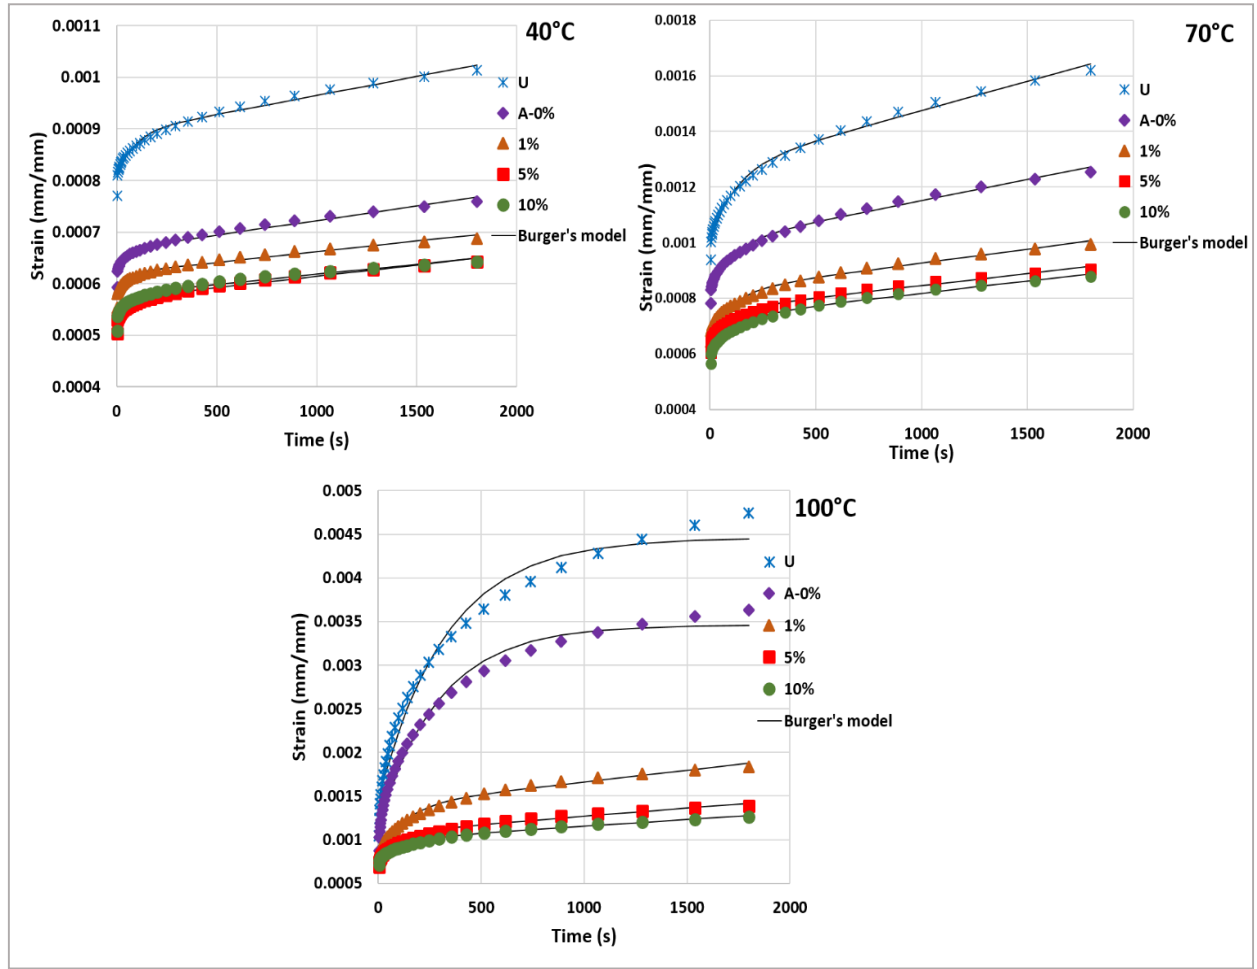 40°C
0.0011
0.001
0.0009
0.0008
0.0007
0.0006
0.0005
0.0004
Strain (mm/mm)
0 500 1000 1500 2000
Time (s)
U
A-0%
1%
5%
10%
Burger's model
70°C
0.0018
0.0016
0.0014
0.0012
0.001
0.0008
0.0006
0.0004
Strain (mm/mm)
0 500 1000 1500 2000
Time (s)
U
A-0%
1%
5%
10%
Burger's model
100°C
0.005
0.0045
0.004
0.0035
0.003
0.0025
0.002
0.0015
0.001
0.0005
Strain (mm/mm)
0 500 1000 1500 2000
Time (s)
U
A-0%
1%
5%
10%
Burger's model